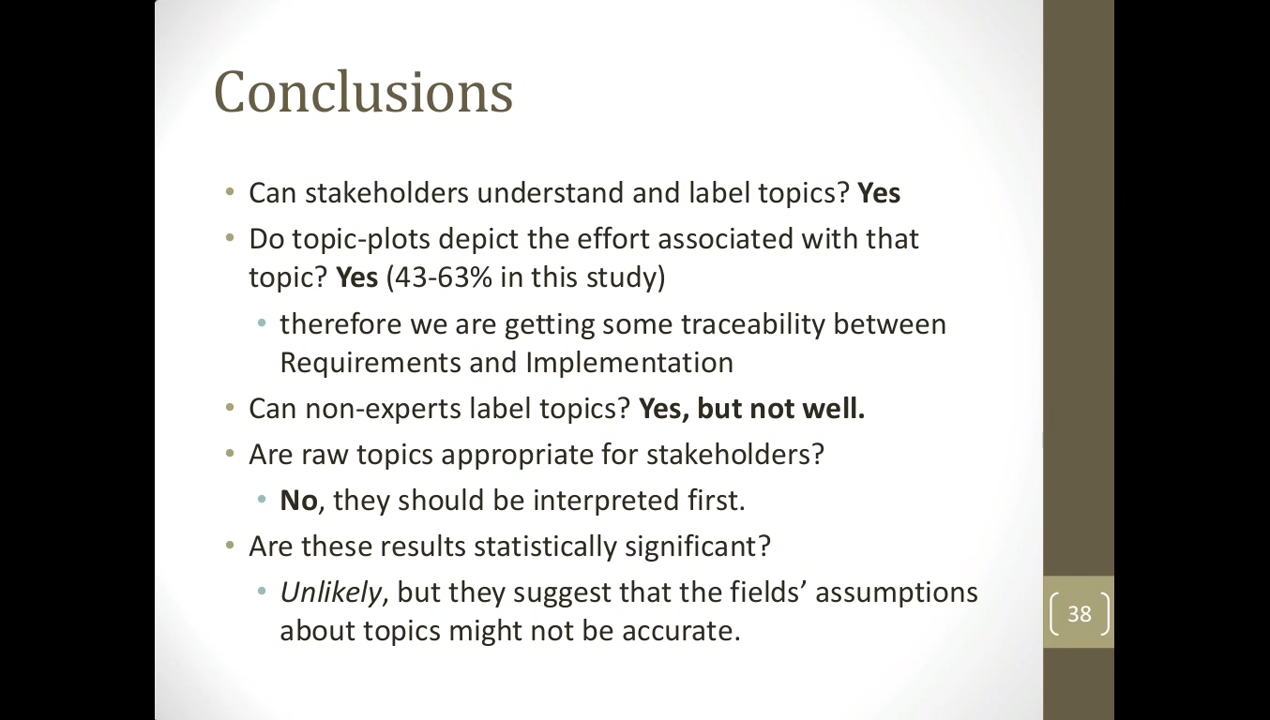 Conclusions
• Can stakeholders understand and label topics? Yes
• Do topic-plots depict the effort associated with that
topic? Yes (43-63% in this study)
• therefore we are getting some traceability between
Requirements and Implementation
• Can non-experts label topics? Yes, but not well.
• Are raw topics appropriate for stakeholders?
• No, they should be interpreted first.
• Are these results statistically significant?
• Unlikely, but they suggest that the fields’ assumptions
about topics might not be accurate.
38